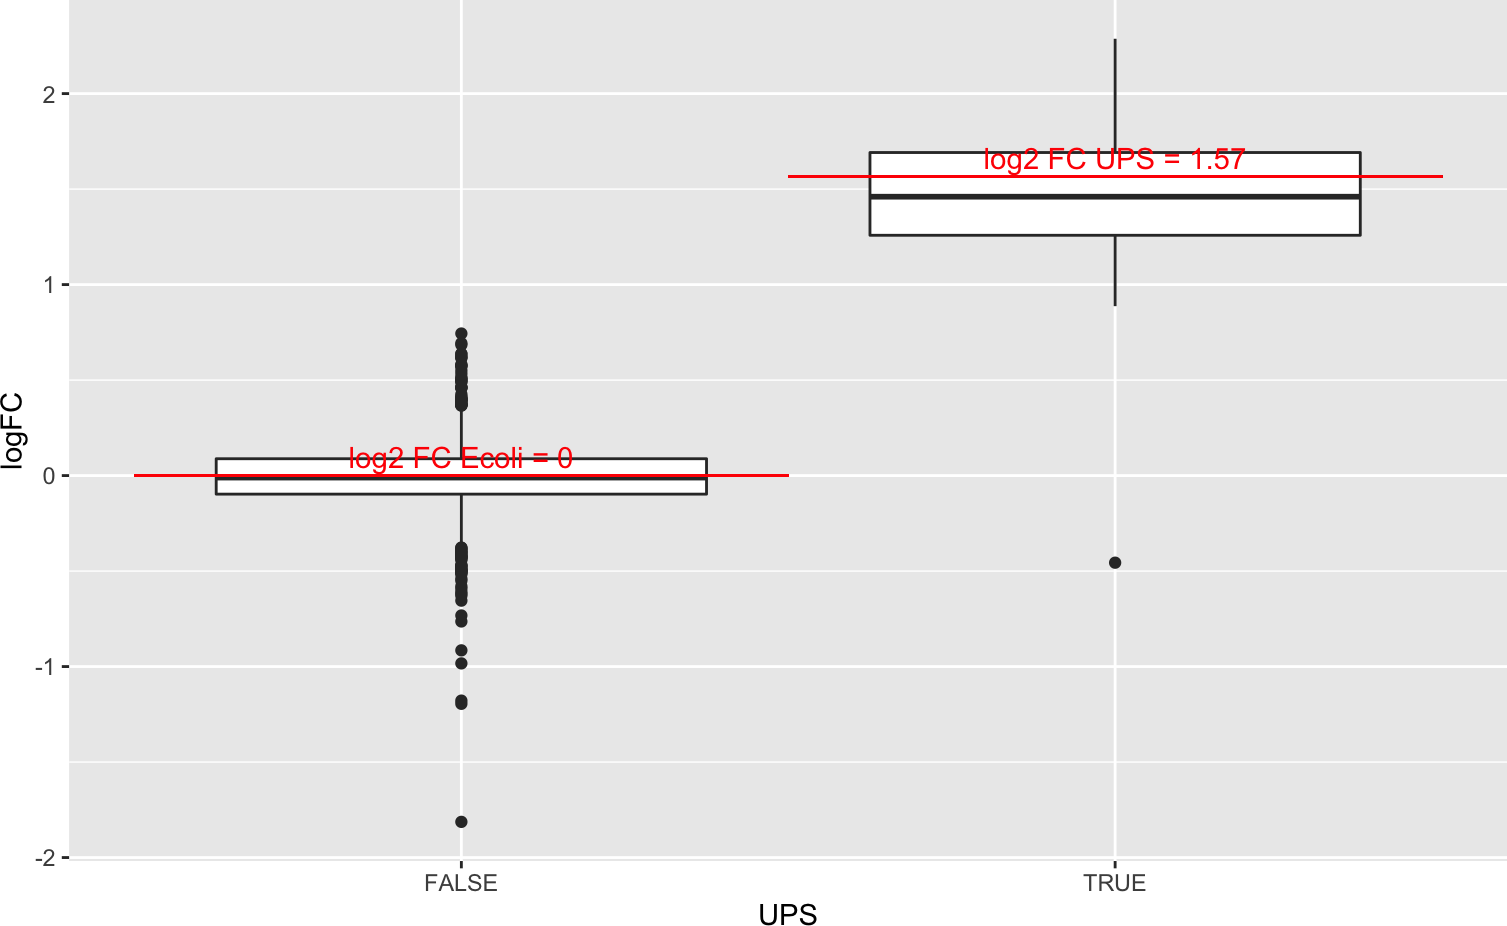 2
log2 FC UPS = 1.57
1
logFC
log2 FC Ecoli = 0
0
-1
-2
FALSE
TRUE
UPS